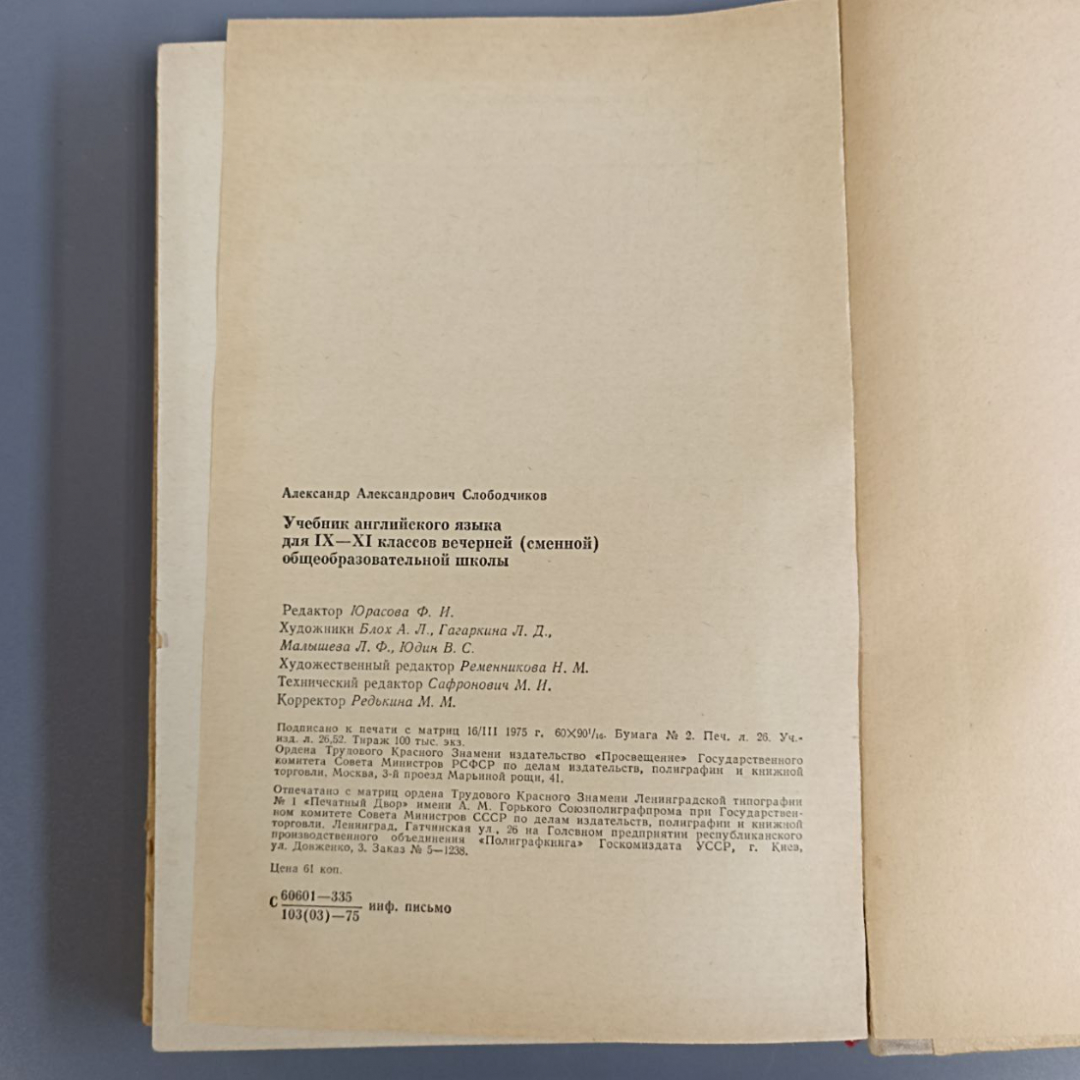 Александр Александрович Слободчиков
Учебник английского языка
для IX—XI классов вечерней (сменной)
общеобразовательной школы
Редактор Юрасова Ф. И.
Художники Блох А. Л., Гагаркина Л. Д.,
Малышева Л. Ф., Юдин В. С.
Художественный редактор Ременникова Н. М.
Технический редактор Сафронович М. И.
Корректор Редькина М. М.
Подписано к печати с матриц 16/III 1975 г. 60×90¹/₁₆. Бумага № 2. Печ. л. 26. Уч.-
изд. л. 26,52. Тираж 100 тыс. экз.
Ордена Трудового Красного Знамени издательство «Просвещение» Государственного
комитета Совета Министров РСФСР по делам издательств, полиграфии и книжной
торговли. Москва, 3-й проезд Марьиной рощи, 41.
Отпечатано с матриц ордена Трудового Красного Знамени Ленинградской типографии
№ 1 «Печатный Двор» имени А. М. Горького Союзполиграфпрома при Государствен-
ном комитете Совета Министров СССР по делам издательств, полиграфии и книжной
торговли. Ленинград, Гатчинская ул., 26 на Головном предприятии республиканского
производственного объединения «Полиграфкнига» Госкомиздата УССР, г. Киев,
ул. Довженко, 3. Заказ № 5—1238.
Цена 61 коп.
С 60601—335
103(03)—75 инф. письмо